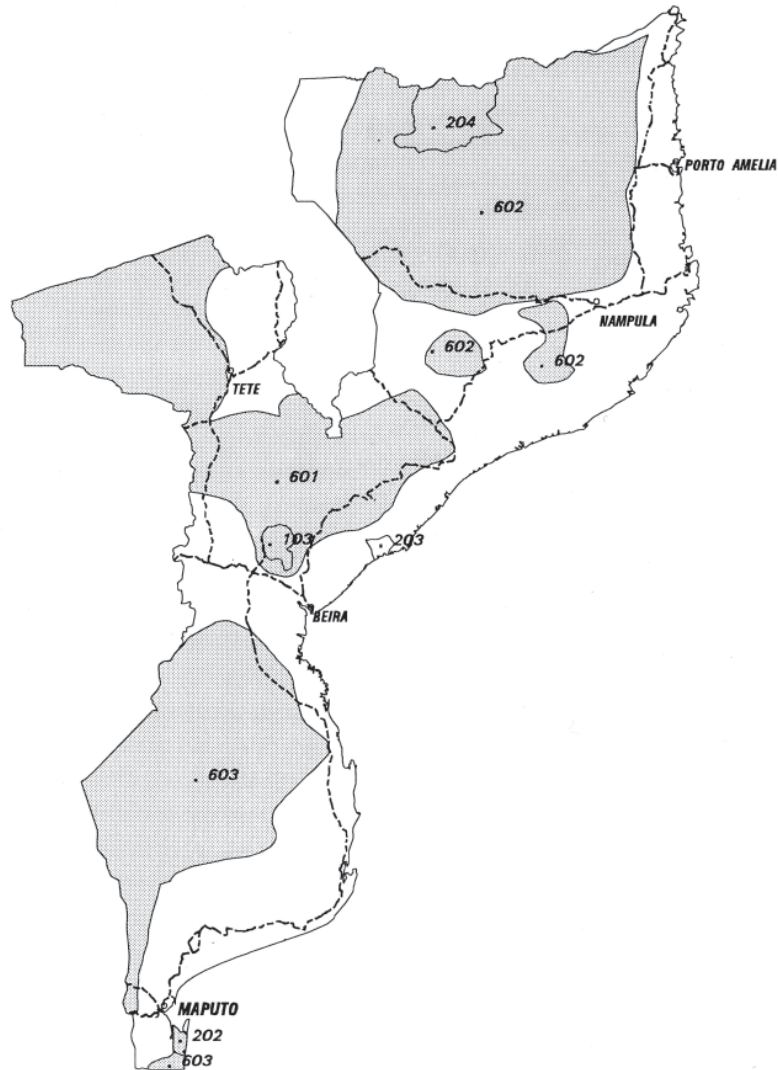 204
PORTO AMELIA
602
NAMPULA
602
602
TETE
601
103
203
BEIRA
603
MAPUTO
202
603